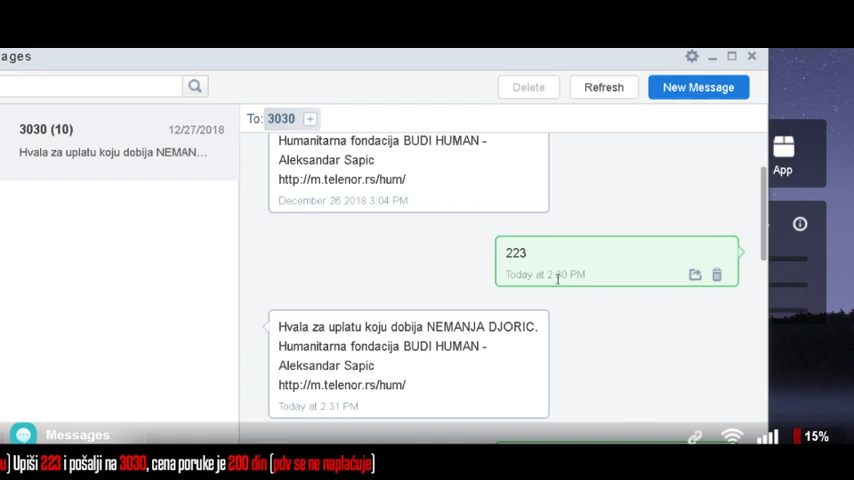 ages
Delete
Refresh
New Message
To: 3030
3030 (10)
12/27/2018
Hvala za uplatu koju dobija NEMAN...
Humanitarna fondacija BUDI HUMAN -
Aleksandar Sapic
http://m.telenor.rs/hum/
December 26 2018 3:04 PM
App
223
Today at 2:30 PM
Hvala za uplatu koju dobija NEMANJA DJORIC.
Humanitarna fondacija BUDI HUMAN -
Aleksandar Sapic
http://m.telenor.rs/hum/
Today at 2:31 PM
Messages
15%
u) Upiši 223 i pošalji na 3030, cena poruke je 200 din (pdv se ne naplaćuje)